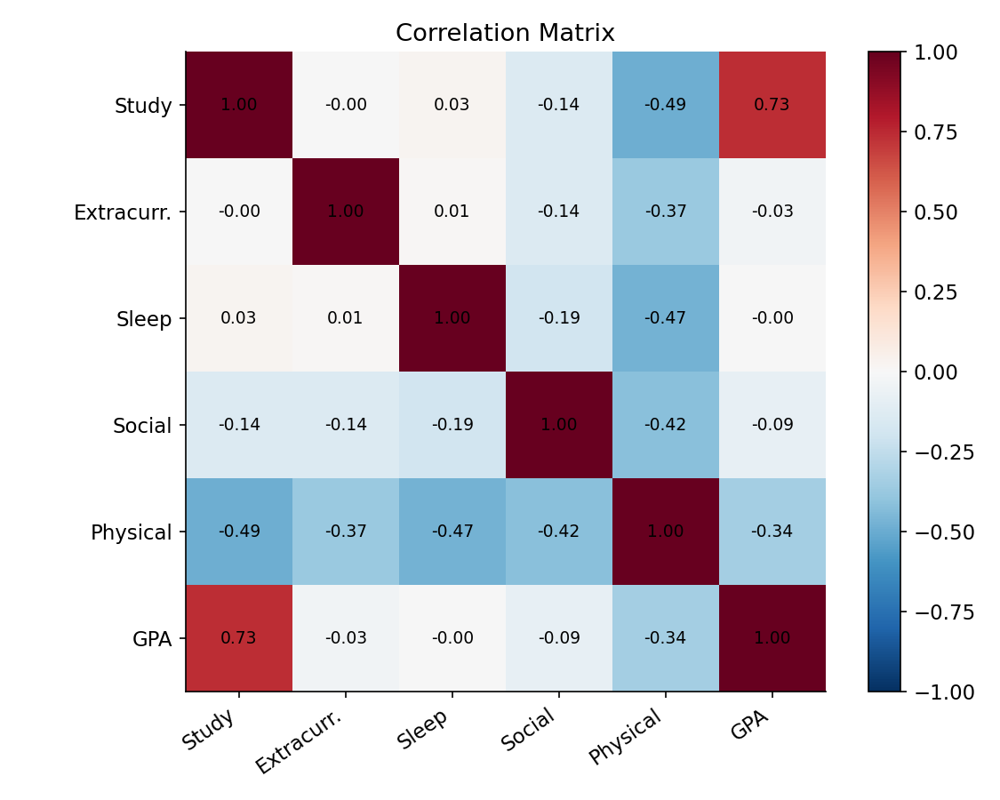 Correlation Matrix
Study 1.00 -0.00 0.03 -0.14 -0.49 0.73
Extracurr. -0.00 1.00 0.01 -0.14 -0.37 -0.03
Sleep 0.03 0.01 1.00 -0.19 -0.47 -0.00
Social -0.14 -0.14 -0.19 1.00 -0.42 -0.09
Physical -0.49 -0.37 -0.47 -0.42 1.00 -0.34
GPA 0.73 -0.03 -0.00 -0.09 -0.34 1.00
Study Extracurr. Sleep Social Physical GPA
1.00
0.75
0.50
0.25
0.00
−0.25
−0.50
−0.75
−1.00